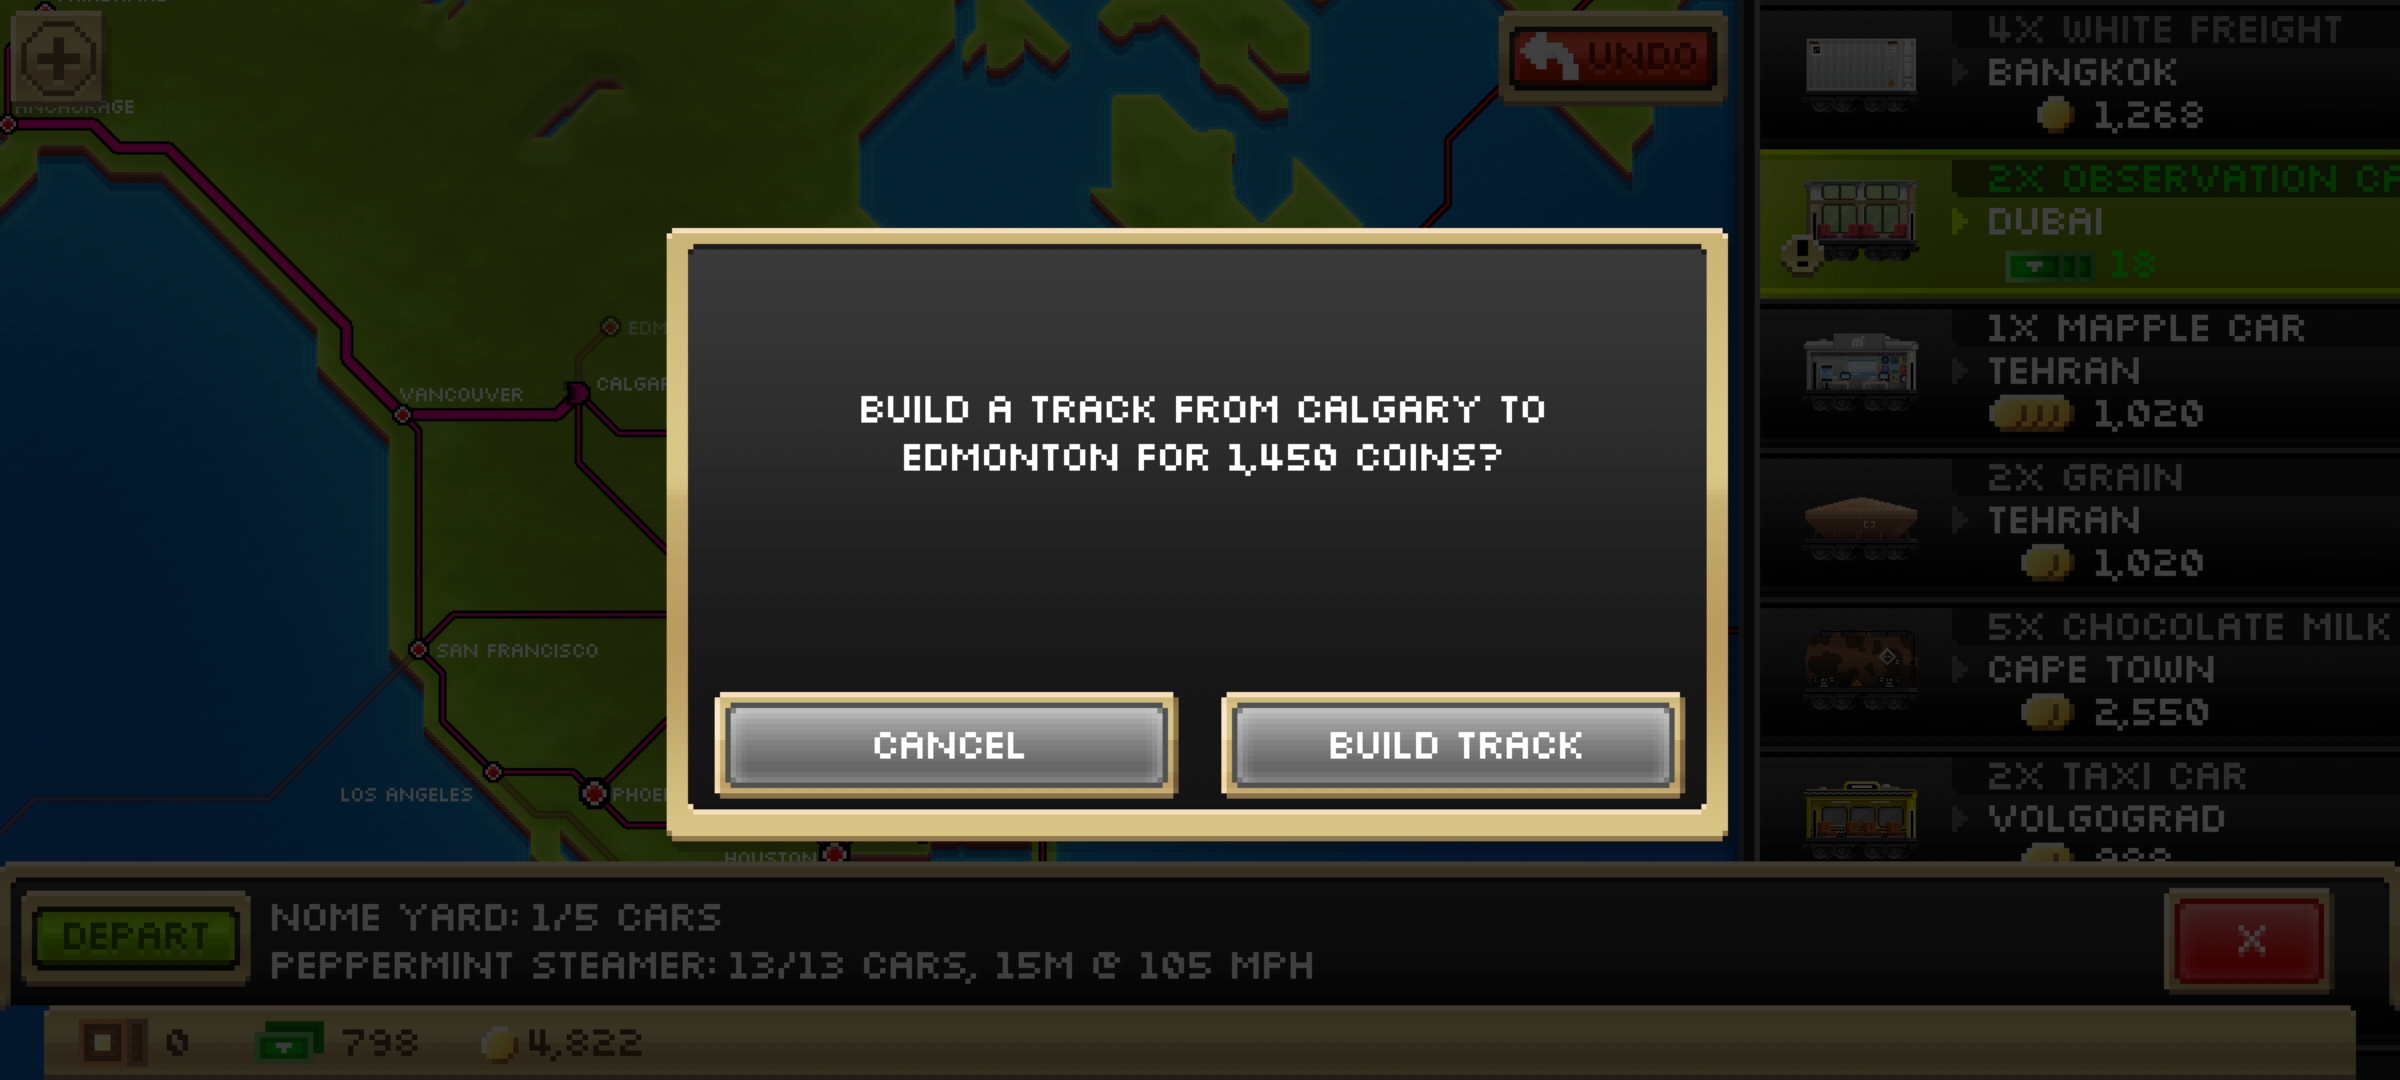 ANCHORAGE
UNDO
4X WHITE FREIGHT
BANGKOK
1,268
2X OBSERVATION CA
DUBAI
18
1X MAPPLE CAR
TEHRAN
1,020
2X GRAIN
TEHRAN
1,020
5X CHOCOLATE MILK
CAPE TOWN
2,550
2X TAXI CAR
VOLGOGRAD
EDM
VANCOUVER
CALGAR
SAN FRANCISCO
LOS ANGELES
PHOE
HOUSTON
BUILD A TRACK FROM CALGARY TO
EDMONTON FOR 1,450 COINS?
CANCEL
BUILD TRACK
DEPART
NOME YARD: 1/5 CARS
PEPPERMINT STEAMER: 13/13 CARS, 15M @ 105 MPH
X
0
798
4,822